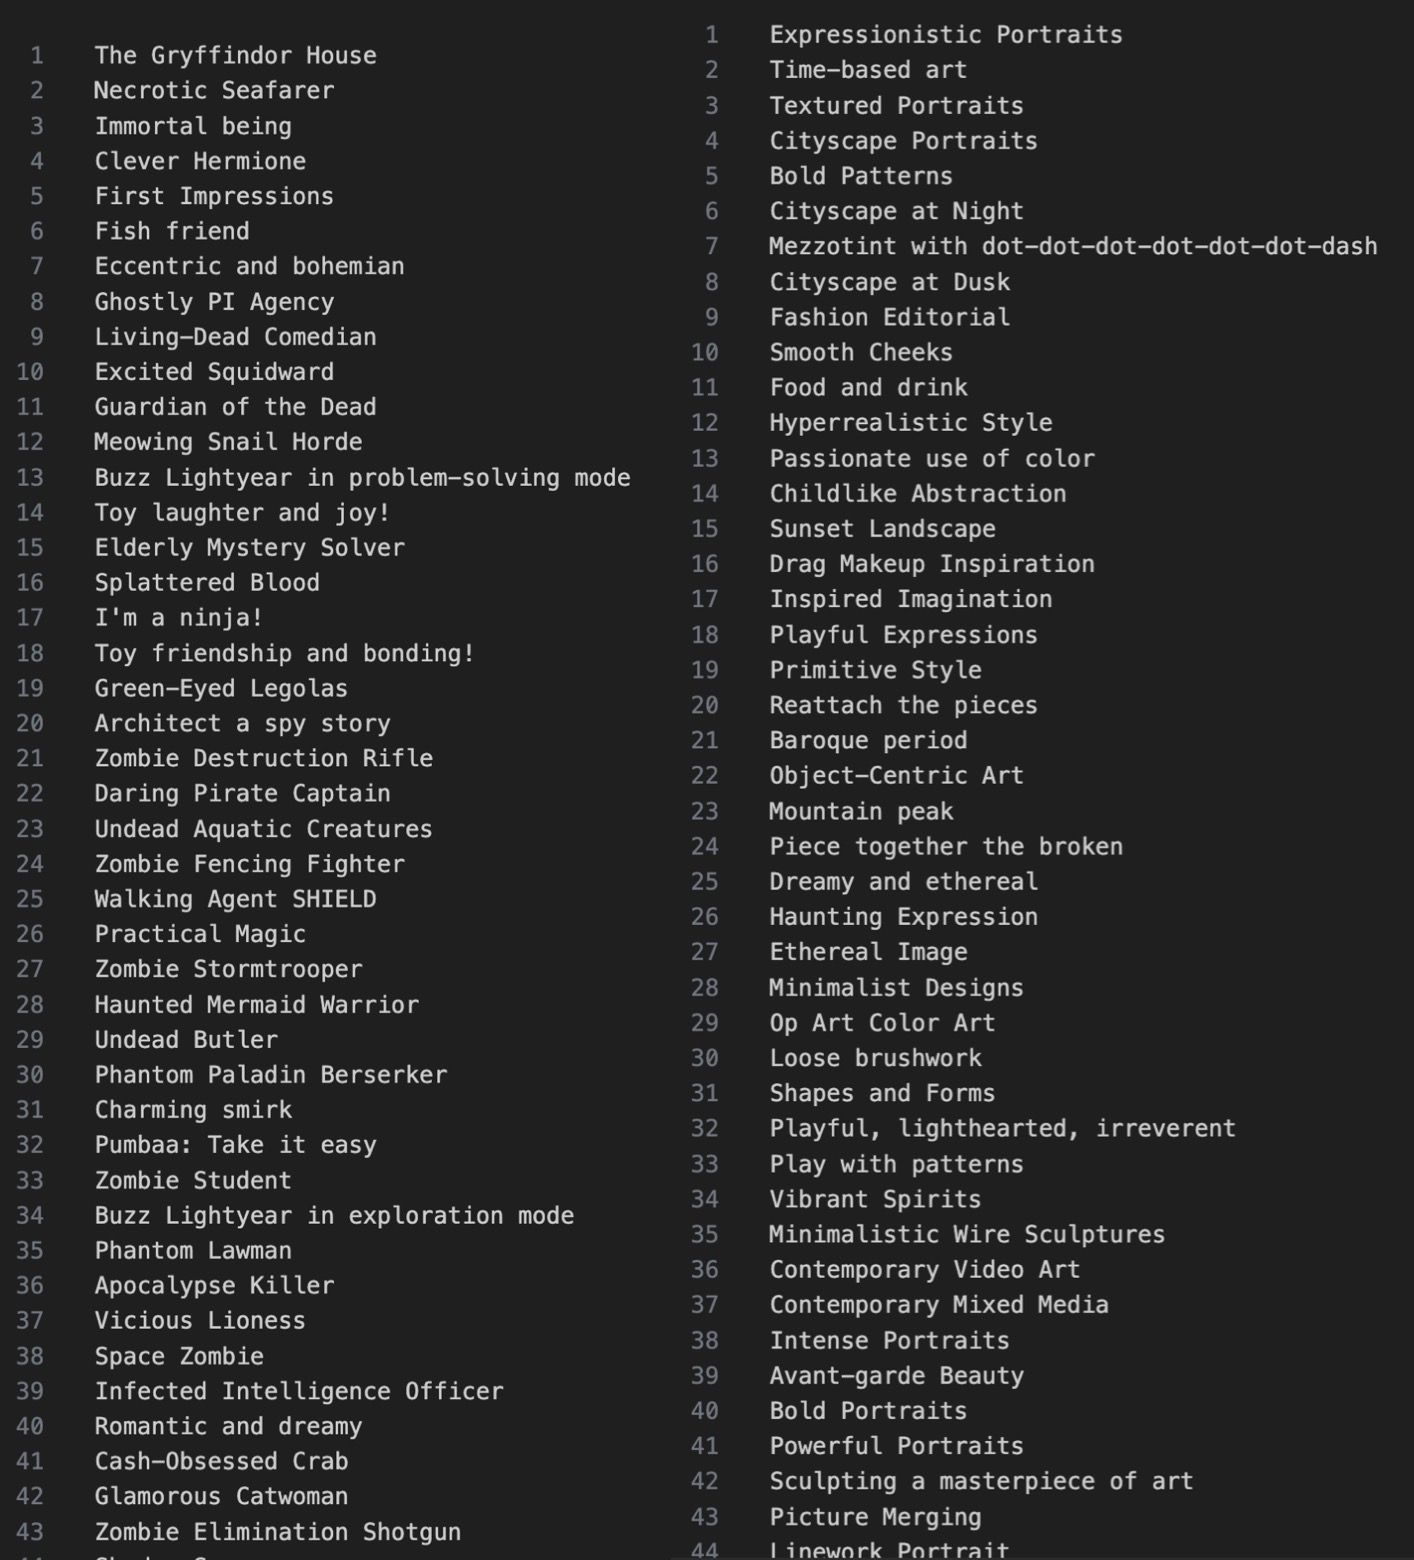 1 The Gryffindor House
2 Necrotic Seafarer
3 Immortal being
4 Clever Hermione
5 First Impressions
6 Fish friend
7 Eccentric and bohemian
8 Ghostly PI Agency
9 Living-Dead Comedian
10 Excited Squidward
11 Guardian of the Dead
12 Meowing Snail Horde
13 Buzz Lightyear in problem-solving mode
14 Toy laughter and joy!
15 Elderly Mystery Solver
16 Splattered Blood
17 I'm a ninja!
18 Toy friendship and bonding!
19 Green-Eyed Legolas
20 Architect a spy story
21 Zombie Destruction Rifle
22 Daring Pirate Captain
23 Undead Aquatic Creatures
24 Zombie Fencing Fighter
25 Walking Agent SHIELD
26 Practical Magic
27 Zombie Stormtrooper
28 Haunted Mermaid Warrior
29 Undead Butler
30 Phantom Paladin Berserker
31 Charming smirk
32 Pumbaa: Take it easy
33 Zombie Student
34 Buzz Lightyear in exploration mode
35 Phantom Lawman
36 Apocalypse Killer
37 Vicious Lioness
38 Space Zombie
39 Infected Intelligence Officer
40 Romantic and dreamy
41 Cash-Obsessed Crab
42 Glamorous Catwoman
43 Zombie Elimination Shotgun
1 Expressionistic Portraits
2 Time-based art
3 Textured Portraits
4 Cityscape Portraits
5 Bold Patterns
6 Cityscape at Night
7 Mezzotint with dot-dot-dot-dot-dot-dot-dash
8 Cityscape at Dusk
9 Fashion Editorial
10 Smooth Cheeks
11 Food and drink
12 Hyperrealistic Style
13 Passionate use of color
14 Childlike Abstraction
15 Sunset Landscape
16 Drag Makeup Inspiration
17 Inspired Imagination
18 Playful Expressions
19 Primitive Style
20 Reattach the pieces
21 Baroque period
22 Object-Centric Art
23 Mountain peak
24 Piece together the broken
25 Dreamy and ethereal
26 Haunting Expression
27 Ethereal Image
28 Minimalist Designs
29 Op Art Color Art
30 Loose brushwork
31 Shapes and Forms
32 Playful, lighthearted, irreverent
33 Play with patterns
34 Vibrant Spirits
35 Minimalistic Wire Sculptures
36 Contemporary Video Art
37 Contemporary Mixed Media
38 Intense Portraits
39 Avant-garde Beauty
40 Bold Portraits
41 Powerful Portraits
42 Sculpting a masterpiece of art
43 Picture Merging
44 Linework Portrait